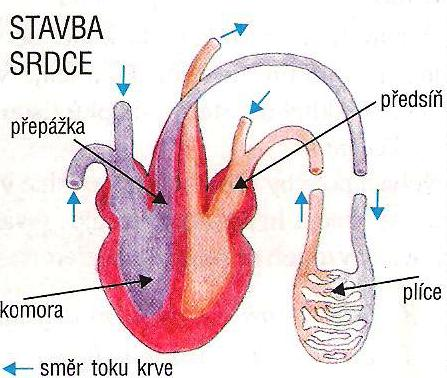 STAVBA
SRDCE
předsíň
přepážka
komora
plíce
směr toku krve